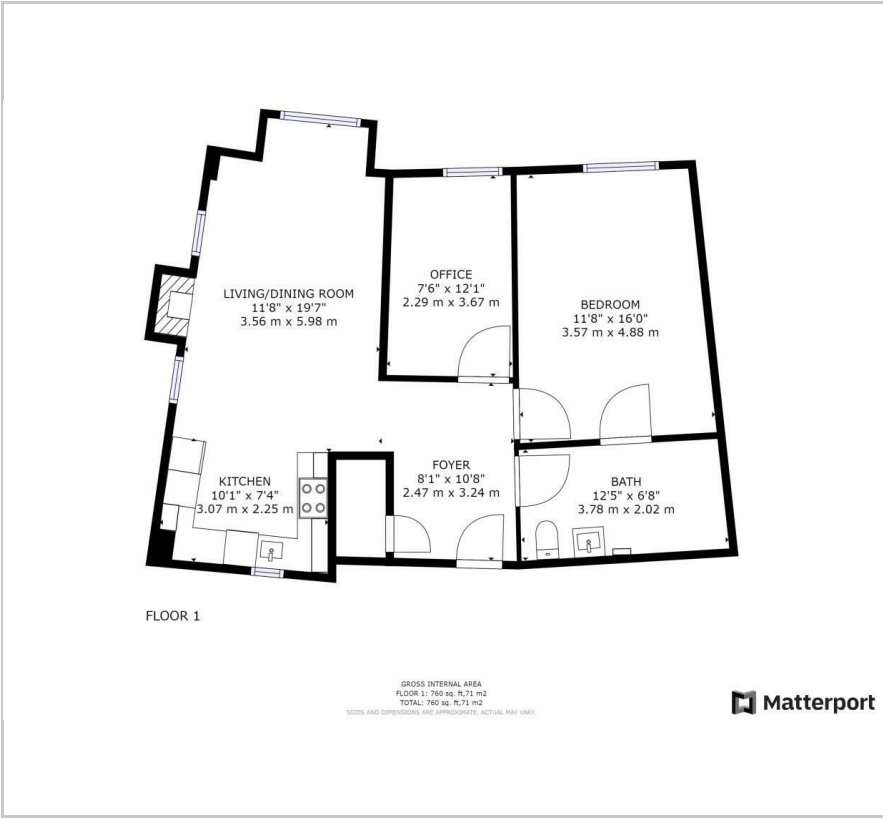 LIVING/DINING ROOM
11'8" x 19'7"
3.56 m x 5.98 m
OFFICE
7'6" x 12'1"
2.29 m x 3.67 m
BEDROOM
11'8" x 16'0"
3.57 m x 4.88 m
KITCHEN
10'1" x 7'4"
3.07 m x 2.25 m
FOYER
8'1" x 10'8"
2.47 m x 3.24 m
BATH
12'5" x 6'8"
3.78 m x 2.02 m
FLOOR 1
GROSS INTERNAL AREA
FLOOR 1: 760 sq. ft,71 m2
TOTAL: 760 sq. ft,71 m2
SIZES AND DIMENSIONS ARE APPROXIMATE, ACTUAL MAY VARY.
Matterport